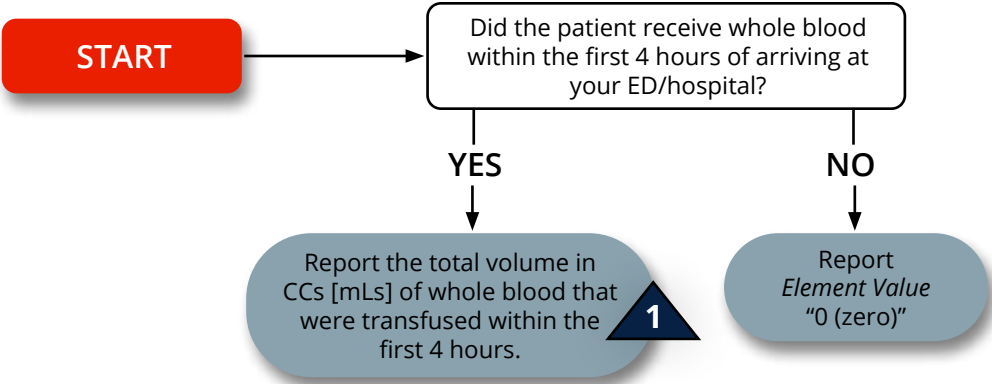 START
Did the patient receive whole blood
within the first 4 hours of arriving at
your ED/hospital?
YES
NO
Report the total volume in
CCs [mLs] of whole blood that
were transfused within the
first 4 hours.
1
Report
Element Value
“0 (zero)”